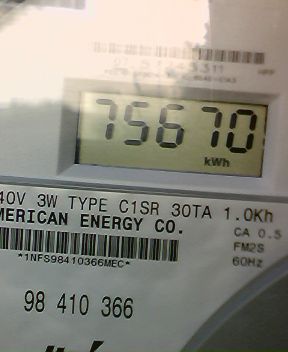 75670
kWh
40V 3W TYPE C1SR 30TA 1.0Kh
MERICAN ENERGY CO.
CA 0.5
FM2S
*1NFS98410366MEC*
60Hz
98 410 366